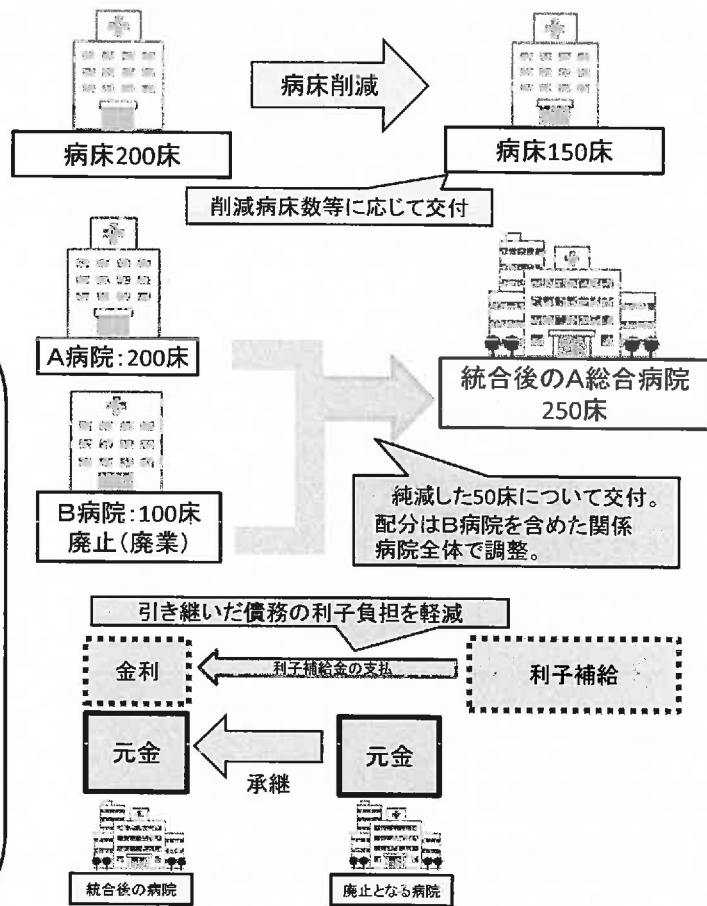 病床削減
病床200床
病床150床
削減病床数等に応じて交付
A病院:200床
統合後のA総合病院
250床
B病院:100床
廃止(廃業)
純減した50床について交付。
配分はB病院を含めた関係
病院全体で調整。
引き継いだ債務の利子負担を軽減
金利
利子補給金の支払
利子補給
元金
承継
元金
統合後の病院
廃止となる病院